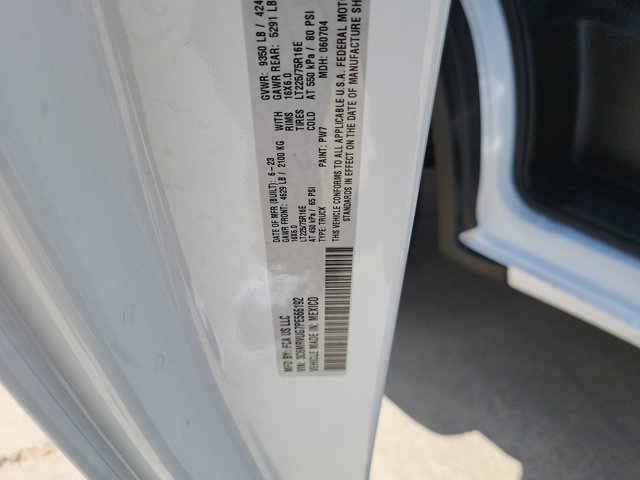 MFD BY: FCA US LLC
DATE OF MFR (BUILT): 6-23
GVWR: 9350 LB / 424
GAWR FRONT: 4629 LB / 2100 KG WITH
GAWR REAR: 5291 LB
16X6.0 RIMS 16X6.0
LT225/75R16E TIRES LT225/75R16E
AT 450 kPa / 65 PSI COLD AT 550 kPa / 80 PSI
VIN: 3C6MRVUG7PE566192
TYPE: TRUCK PAINT: PW7 MDH: 060704
VEHICLE MADE IN: MEXICO
THIS VEHICLE CONFORMS TO ALL APPLICABLE U.S.A. FEDERAL MOTOR
STANDARDS IN EFFECT ON THE DATE OF MANUFACTURE SH